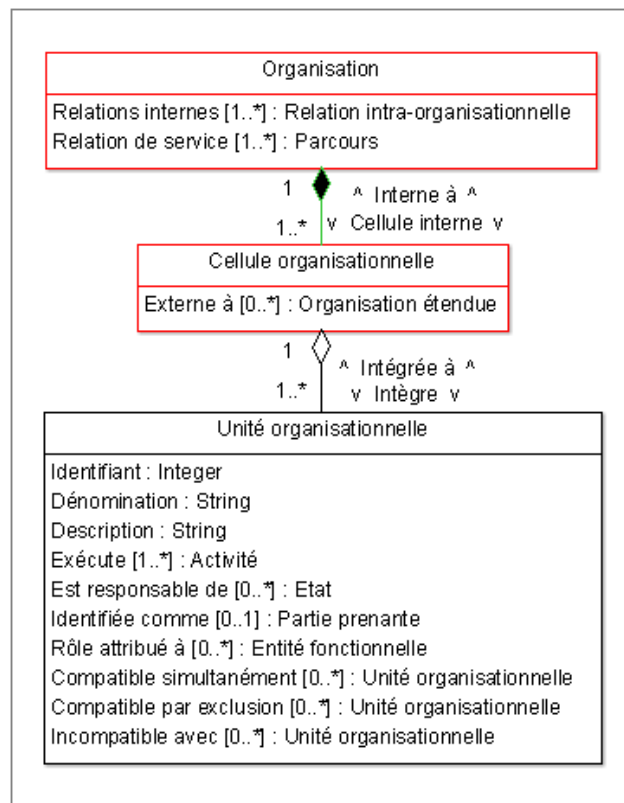 Organisation
Relations internes [1..*] : Relation intra-organisationnelle
Relation de service [1..*] : Parcours
1
^ Interne à ^
1..*
v Cellule interne v
Cellule organisationnelle
Externe à [0..*] : Organisation étendue
1
^ Intégrée à ^
1..*
v Intègre v
Unité organisationnelle
Identifiant : Integer
Dénomination : String
Description : String
Exécute [1..*] : Activité
Est responsable de [0..*] : Etat
Identifiée comme [0..1] : Partie prenante
Rôle attribué à [0..*] : Entité fonctionnelle
Compatible simultanément [0..*] : Unité organisationnelle
Compatible par exclusion [0..*] : Unité organisationnelle
Incompatible avec [0..*] : Unité organisationnelle